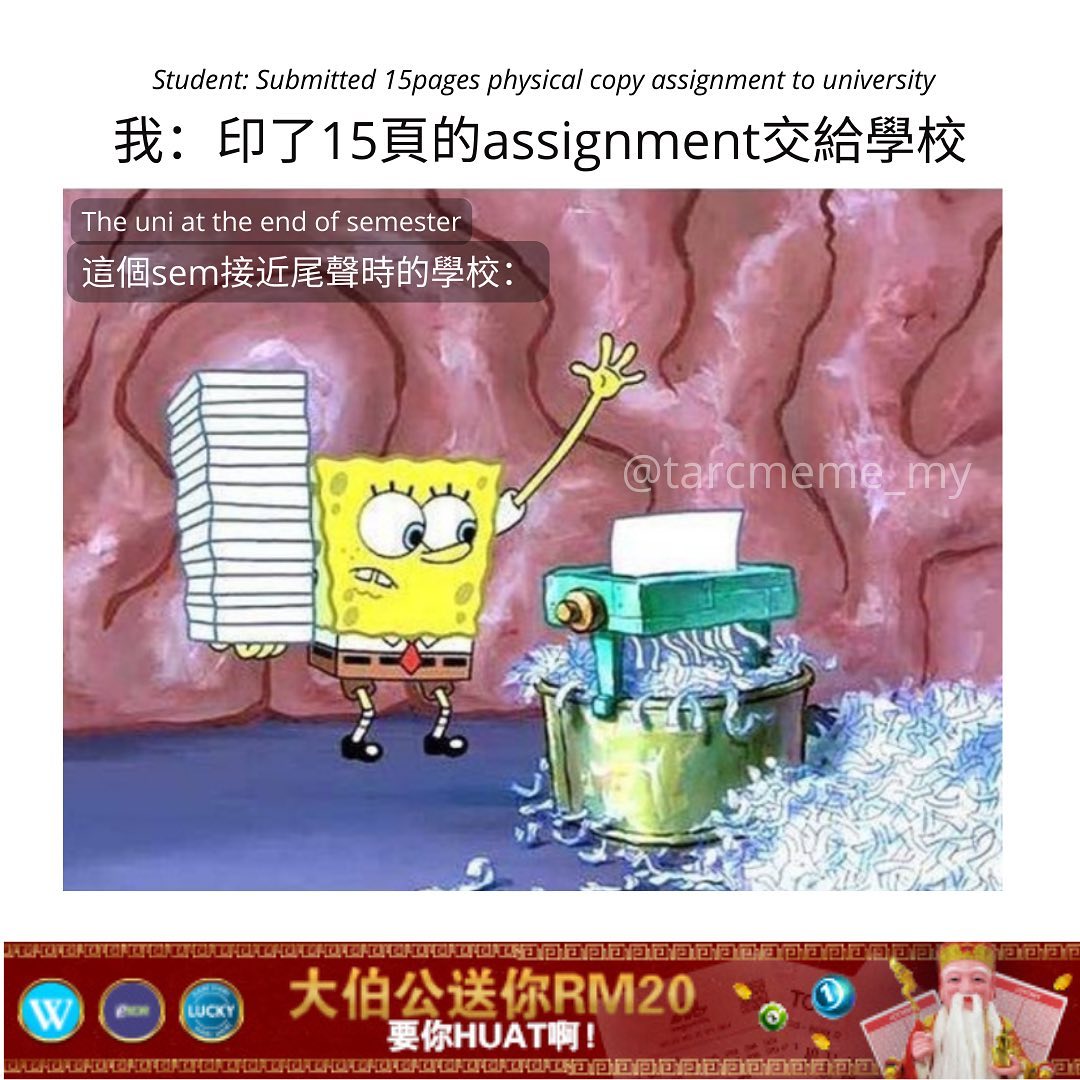 Student: Submitted 15pages physical copy assignment to university
我：印了15頁的assignment交給學校
The uni at the end of semester
這個sem接近尾聲時的學校：
@tarcmeme_my
W
LUCKY
大伯公送你RM20
要你HUAT啊！